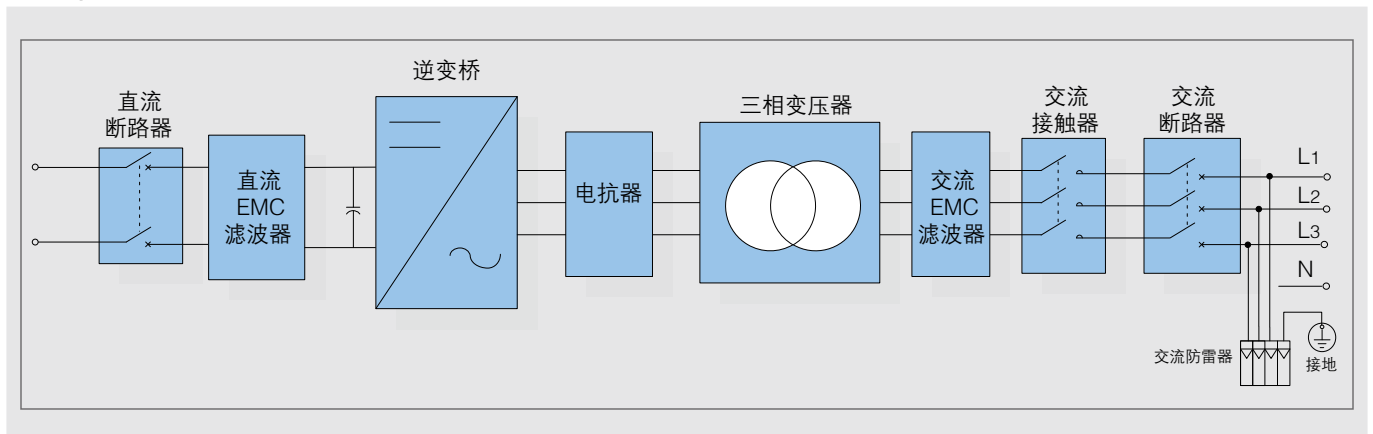 直流
断路器
直流
EMC
滤波器
逆变桥
电抗器
三相变压器
交流
EMC
滤波器
交流
接触器
交流
断路器
L1
L2
L3
N
交流防雷器
接地